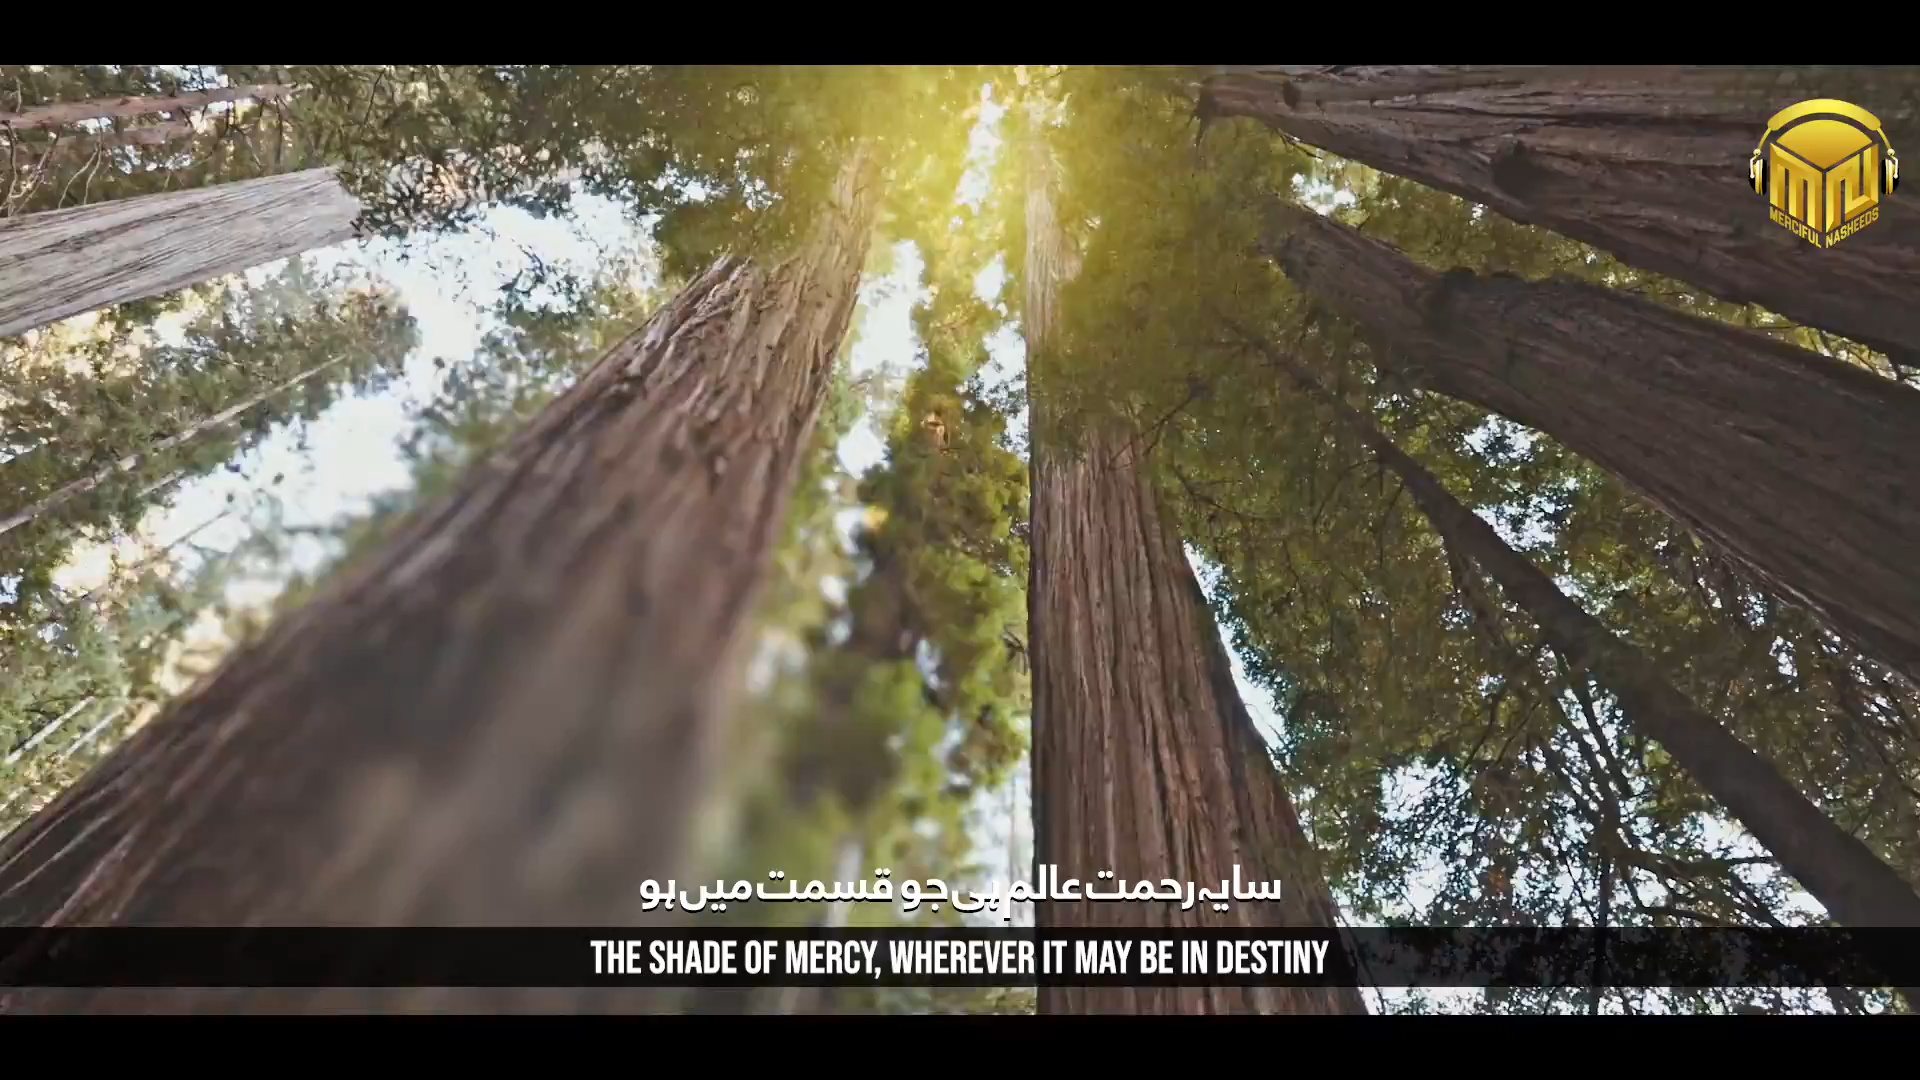 MERCIFUL NASHEEDS
سایہ رحمت عالم ہی جو قسمت میں ہو
THE SHADE OF MERCY, WHEREVER IT MAY BE IN DESTINY